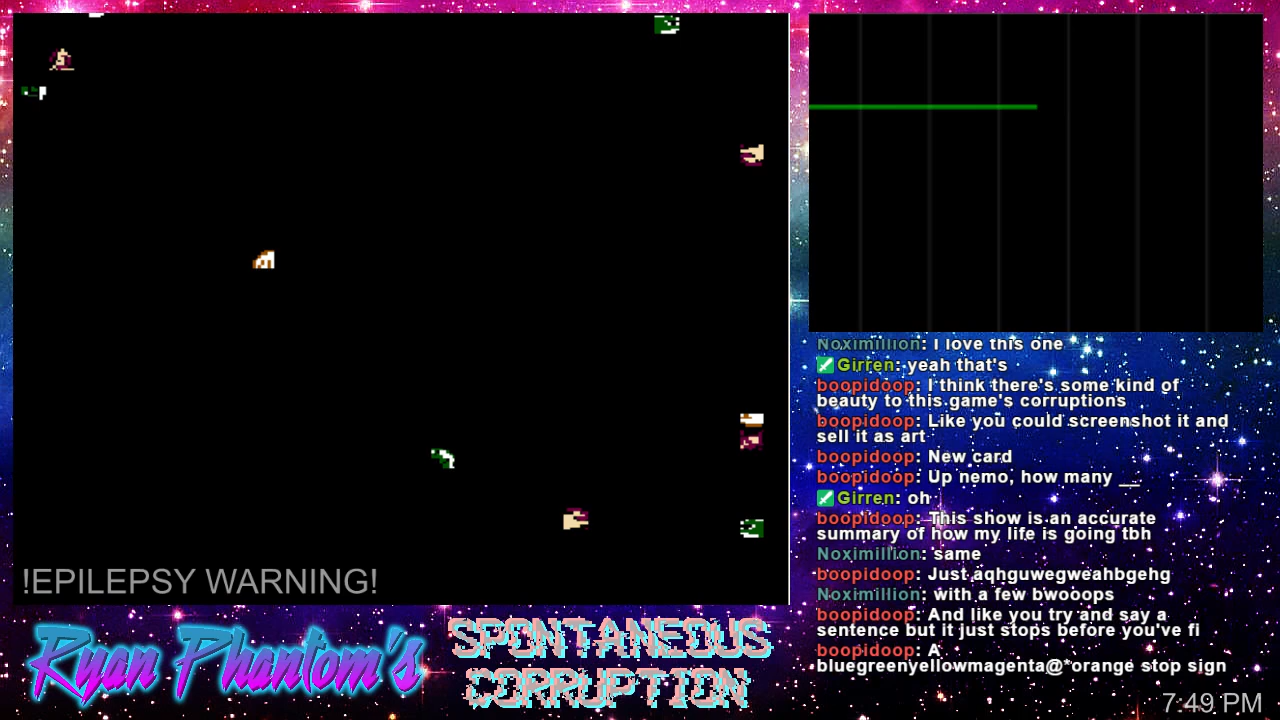 Noximillion: I love this one
Girren: yeah that's
boopidoop: I think there's some kind of
beauty to this game's corruptions
boopidoop: Like you could screenshot it and
sell it as art
boopidoop: New card
boopidoop: Up nemo, how many __
Girren: oh
boopidoop: This show is an accurate
summary of how my life is going tbh
Noximillion: same
boopidoop: Just aqhguwegweahbgehg
Noximillion: with a few bwooops
boopidoop: And like you try and say a
sentence but it just stops before you've fi
boopidoop: A
bluegreenyellowmagenta@*orange stop sign
!EPILEPSY WARNING!
Ryan Phantom's
SPONTANEOUS
CORRUPTION
7:49 PM